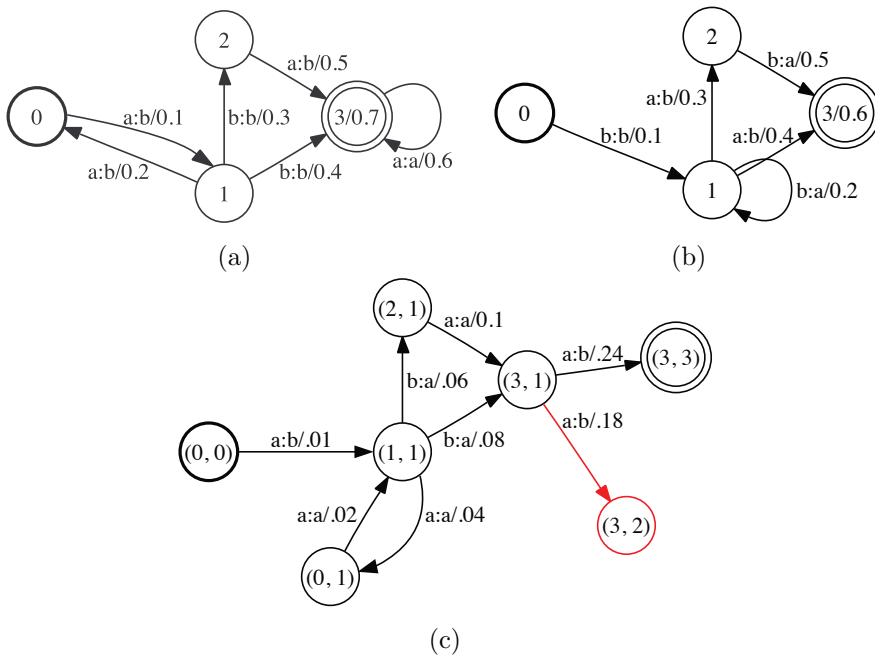 2
a:b/0.5
0
a:b/0.1
b:b/0.3
3/0.7
a:b/0.2
b:b/0.4
a:a/0.6
1
(a)
2
b:a/0.5
0
a:b/0.3
3/0.6
b:b/0.1
a:b/0.4
1
b:a/0.2
(b)
(2, 1)
a:a/0.1
a:b/.24
(3, 3)
(3, 1)
b:a/.06
a:b/.18
(0, 0)
a:b/.01
(1, 1)
b:a/.08
a:a/.02
a:a/.04
(3, 2)
(0, 1)
(c)